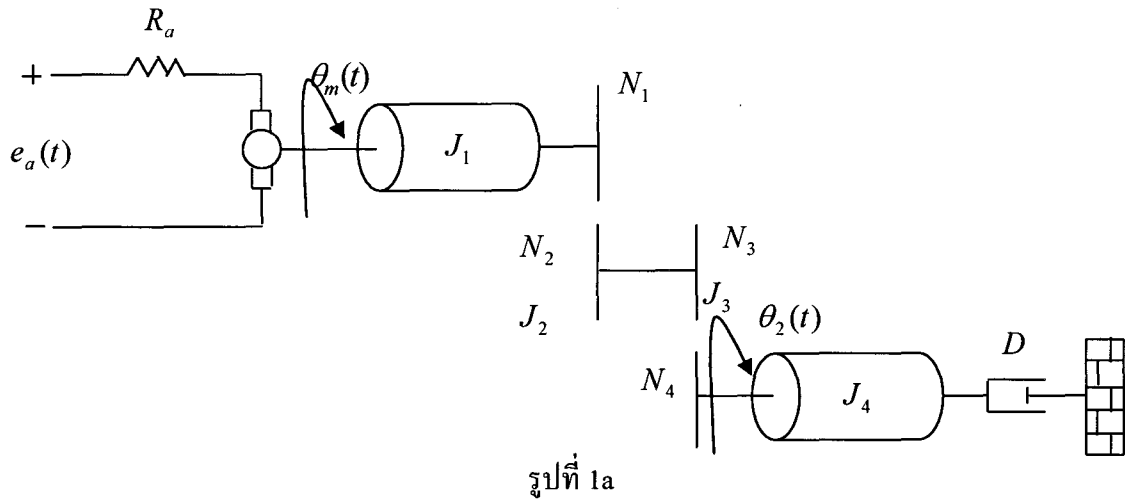 R_a
+
θ_m(t)
N_1
e_a(t)
J_1
−
N_2
N_3
J_2
J_3
θ_2(t)
D
N_4
J_4
รูปที่ 1a